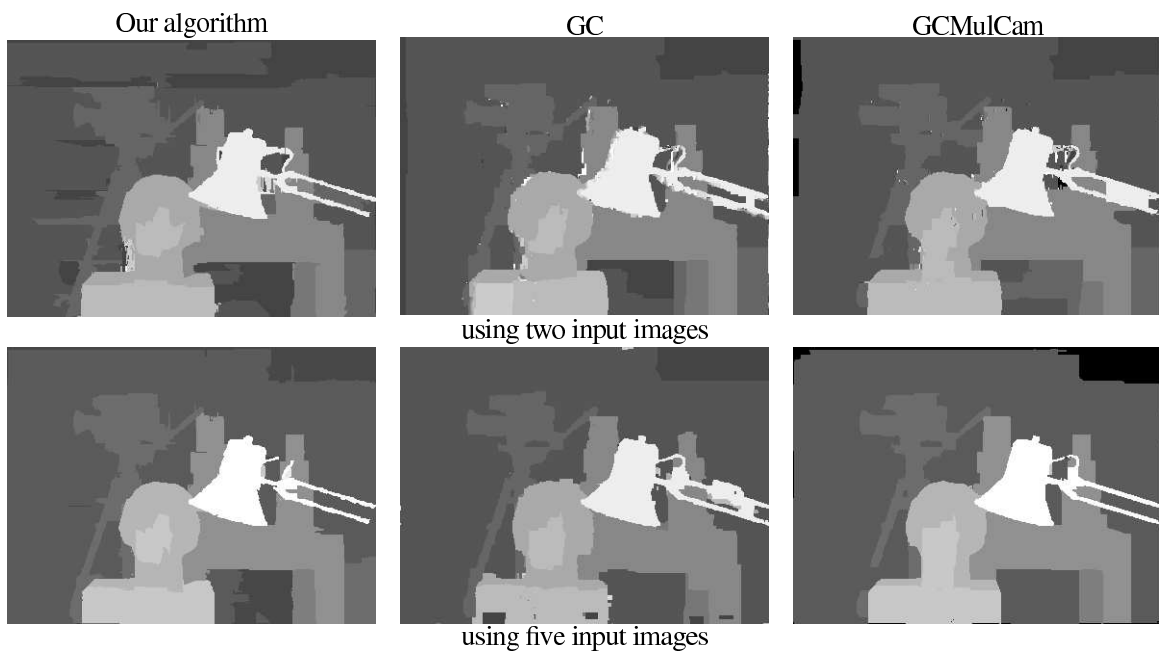 Our algorithm
GC
GCMulCam
using two input images
using five input images